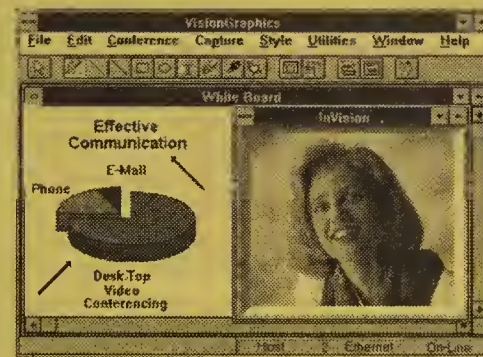 VisionGraphics
File Edit Conference Capture Style Utilities Window Help
White Board
Effective
Communication
E-Mail
Phone
Desk-Top
Video
Conferencing
InVision
Host 2 Ethernet On-Line